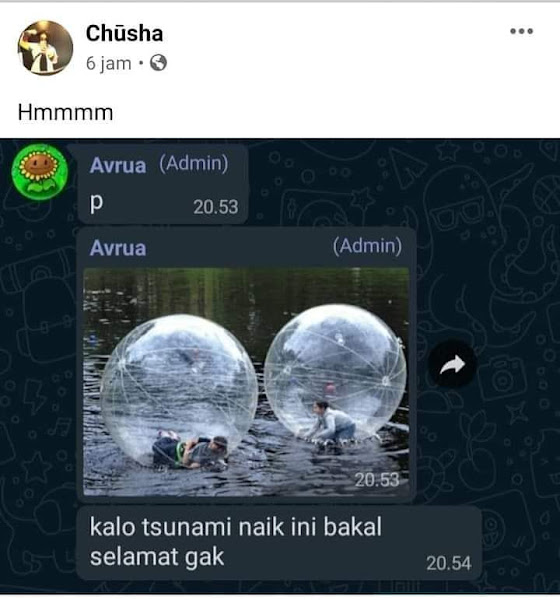 Chūsha
6 jam •
Hmmmm
Avrua (Admin)
p 20.53
Avrua (Admin)
20.53
kalo tsunami naik ini bakal
selamat gak 20.54